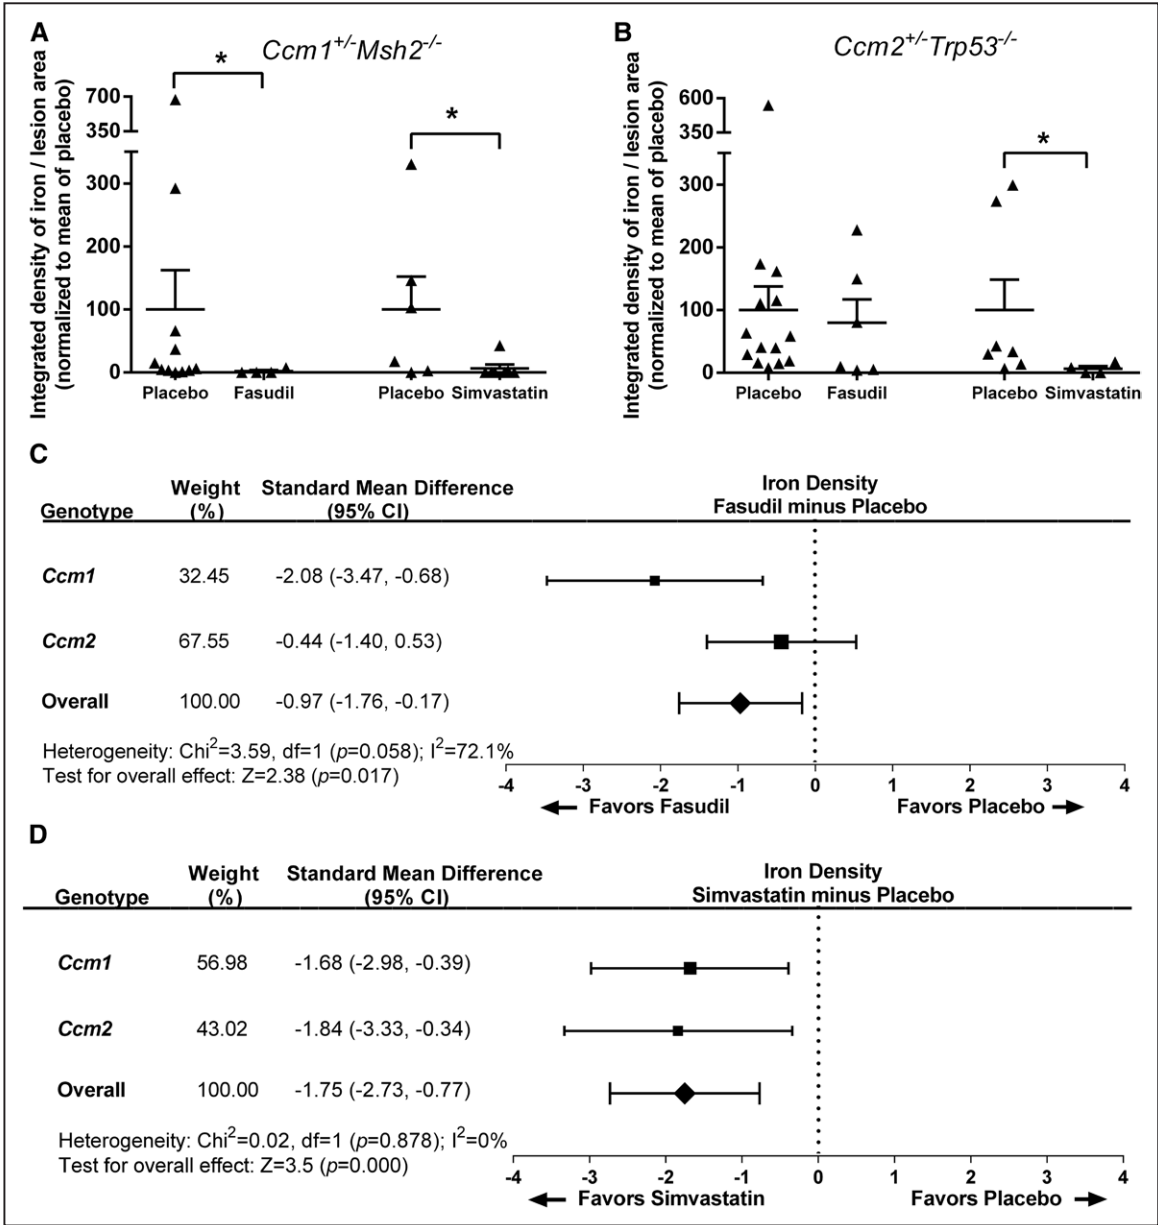 A
Ccm1+/-Msh2-/-
Integrated density of iron / lesion area
(normalized to mean of placebo)
700
350
300
200
100
0
*
*
Placebo Fasudil Placebo Simvastatin
B
Ccm2+/-Trp53-/-
Integrated density of iron / lesion area
(normalized to mean of placebo)
600
350
300
200
100
0
*
Placebo Fasudil Placebo Simvastatin
C
Genotype Weight (%) Standard Mean Difference (95% CI)
Iron Density
Fasudil minus Placebo
Ccm1 32.45 -2.08 (-3.47, -0.68)
Ccm2 67.55 -0.44 (-1.40, 0.53)
Overall 100.00 -0.97 (-1.76, -0.17)
Heterogeneity: Chi2=3.59, df=1 (p=0.058); I2=72.1%
Test for overall effect: Z=2.38 (p=0.017)
-4 -3 -2 -1 0 1 2 3 4
Favors Fasudil Favors Placebo
D
Genotype Weight (%) Standard Mean Difference (95% CI)
Iron Density
Simvastatin minus Placebo
Ccm1 56.98 -1.68 (-2.98, -0.39)
Ccm2 43.02 -1.84 (-3.33, -0.34)
Overall 100.00 -1.75 (-2.73, -0.77)
Heterogeneity: Chi2=0.02, df=1 (p=0.878); I2=0%
Test for overall effect: Z=3.5 (p=0.000)
-4 -3 -2 -1 0 1 2 3 4
Favors Simvastatin Favors Placebo